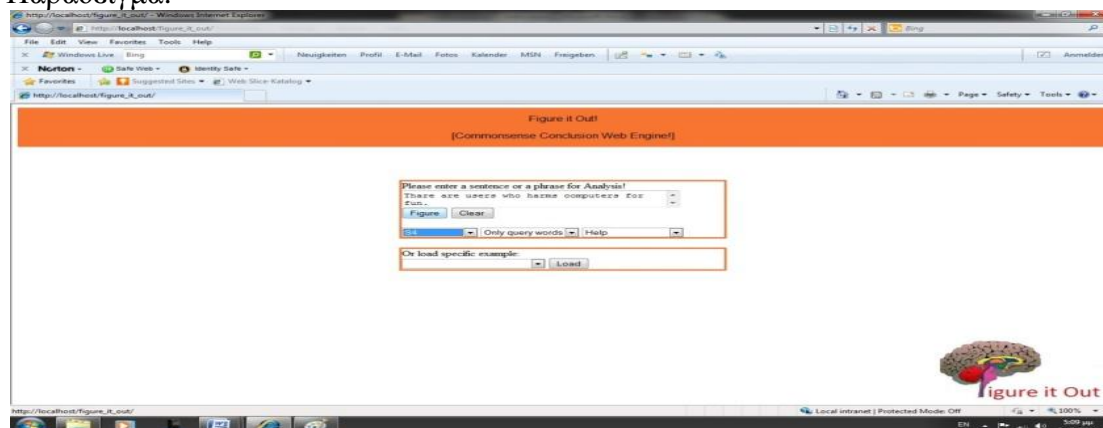 Παράδειγμα:
http://localhost/figure_it_out/ - Windows Internet Explorer
http://localhost/figure_it_out/
Bing
File Edit View Favorites Tools Help
Windows Live Bing Neuigkeiten Profil E-Mail Fotos Kalender MSN Freigeben Anmelden
Norton Safe Web Identity Safe
Favorites Suggested Sites Web Slice-Katalog
http://localhost/figure_it_out/ Page Safety Tools
Figure it Out!
[Commonsense Conclusion Web Engine!]
Please enter a sentence or a phrase for Analysis!
There are users who harms computers for
fun.
Figure Clear
S4 Only query words Help
Or load specific example:
Load
igure it Out
http://localhost/figure_it_out/ Local intranet | Protected Mode: Off 100%
EN 5:09 μμ